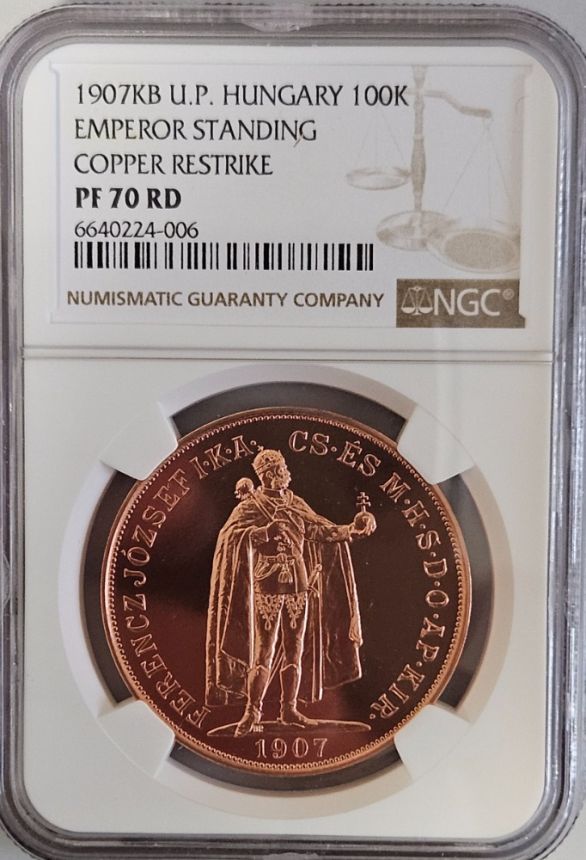 1907KB U.P. HUNGARY 100K
EMPEROR STANDING
COPPER RESTRIKE
PF 70 RD
6640224-006
NUMISMATIC GUARANTY COMPANY
NGC®
FERENCZ JÓZSEF I·K·A· CS·ÉS M·H·S·D·O·AP·KIR·
1907